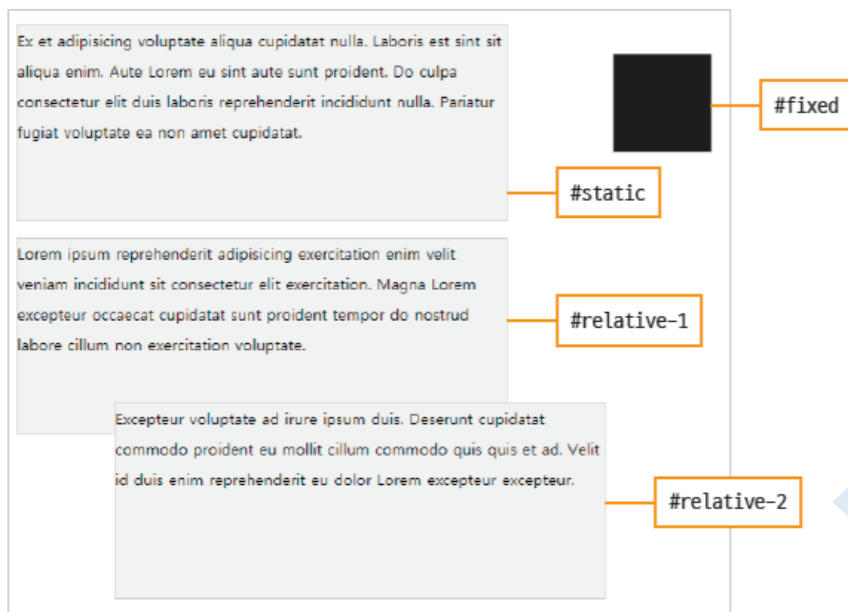 Ex et adipisicing voluptate aliqua cupidatat nulla. Laboris est sint sit
aliqua enim. Aute Lorem eu sint aute sunt proident. Do culpa
consectetur elit duis laboris reprehenderit incididunt nulla. Pariatur
fugiat voluptate ea non amet cupidatat.
#fixed
#static
Lorem ipsum reprehenderit adipisicing exercitation enim velit
veniam incididunt sit consectetur elit exercitation. Magna Lorem
excepteur occaecat cupidatat sunt proident tempor do nostrud
labore cillum non exercitation voluptate.
#relative-1
Excepteur voluptate ad irure ipsum duis. Deserunt cupidatat
commodo proident eu mollit cillum commodo quis quis et ad. Velit
id duis enim reprehenderit eu dolor Lorem excepteur excepteur.
#relative-2